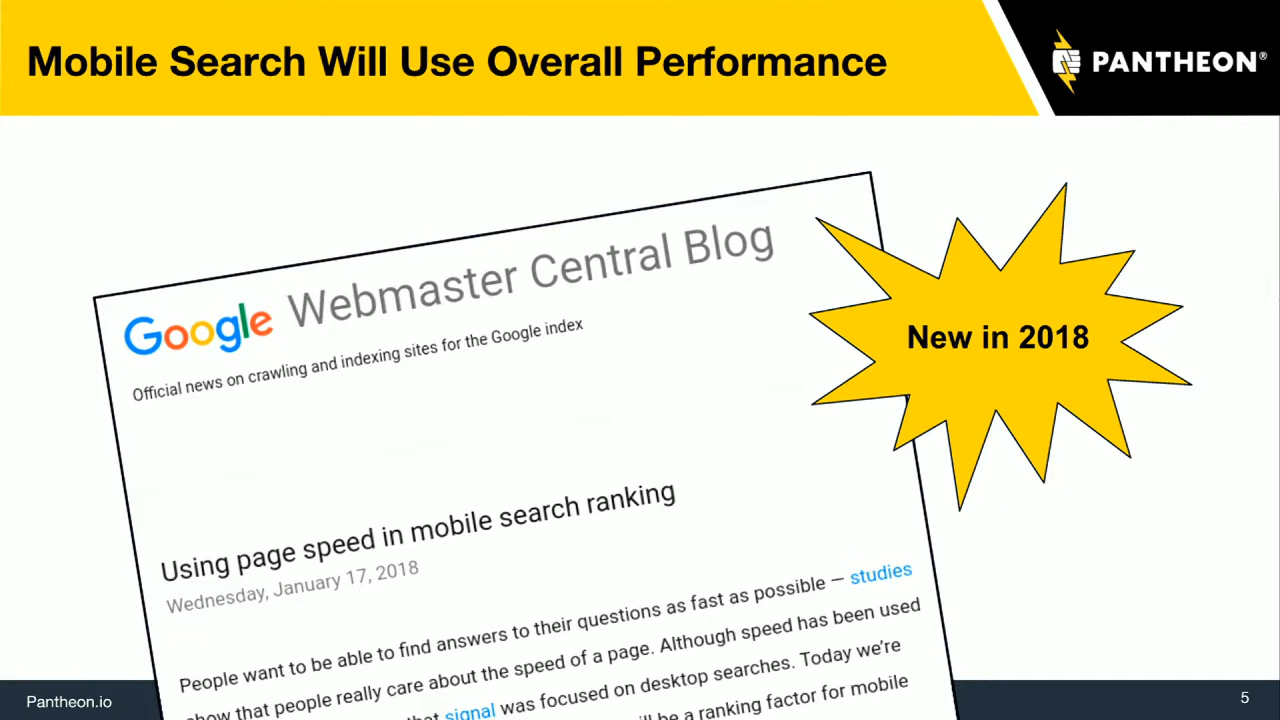 Mobile Search Will Use Overall Performance
PANTHEON®
Google Webmaster Central Blog
Official news on crawling and indexing sites for the Google index
New in 2018
Using page speed in mobile search ranking
Wednesday, January 17, 2018
People want to be able to find answers to their questions as fast as possible — studies
show that people really care about the speed of a page. Although speed has been used
that signal was focused on desktop searches. Today we're
be a ranking factor for mobile
Pantheon.io
5